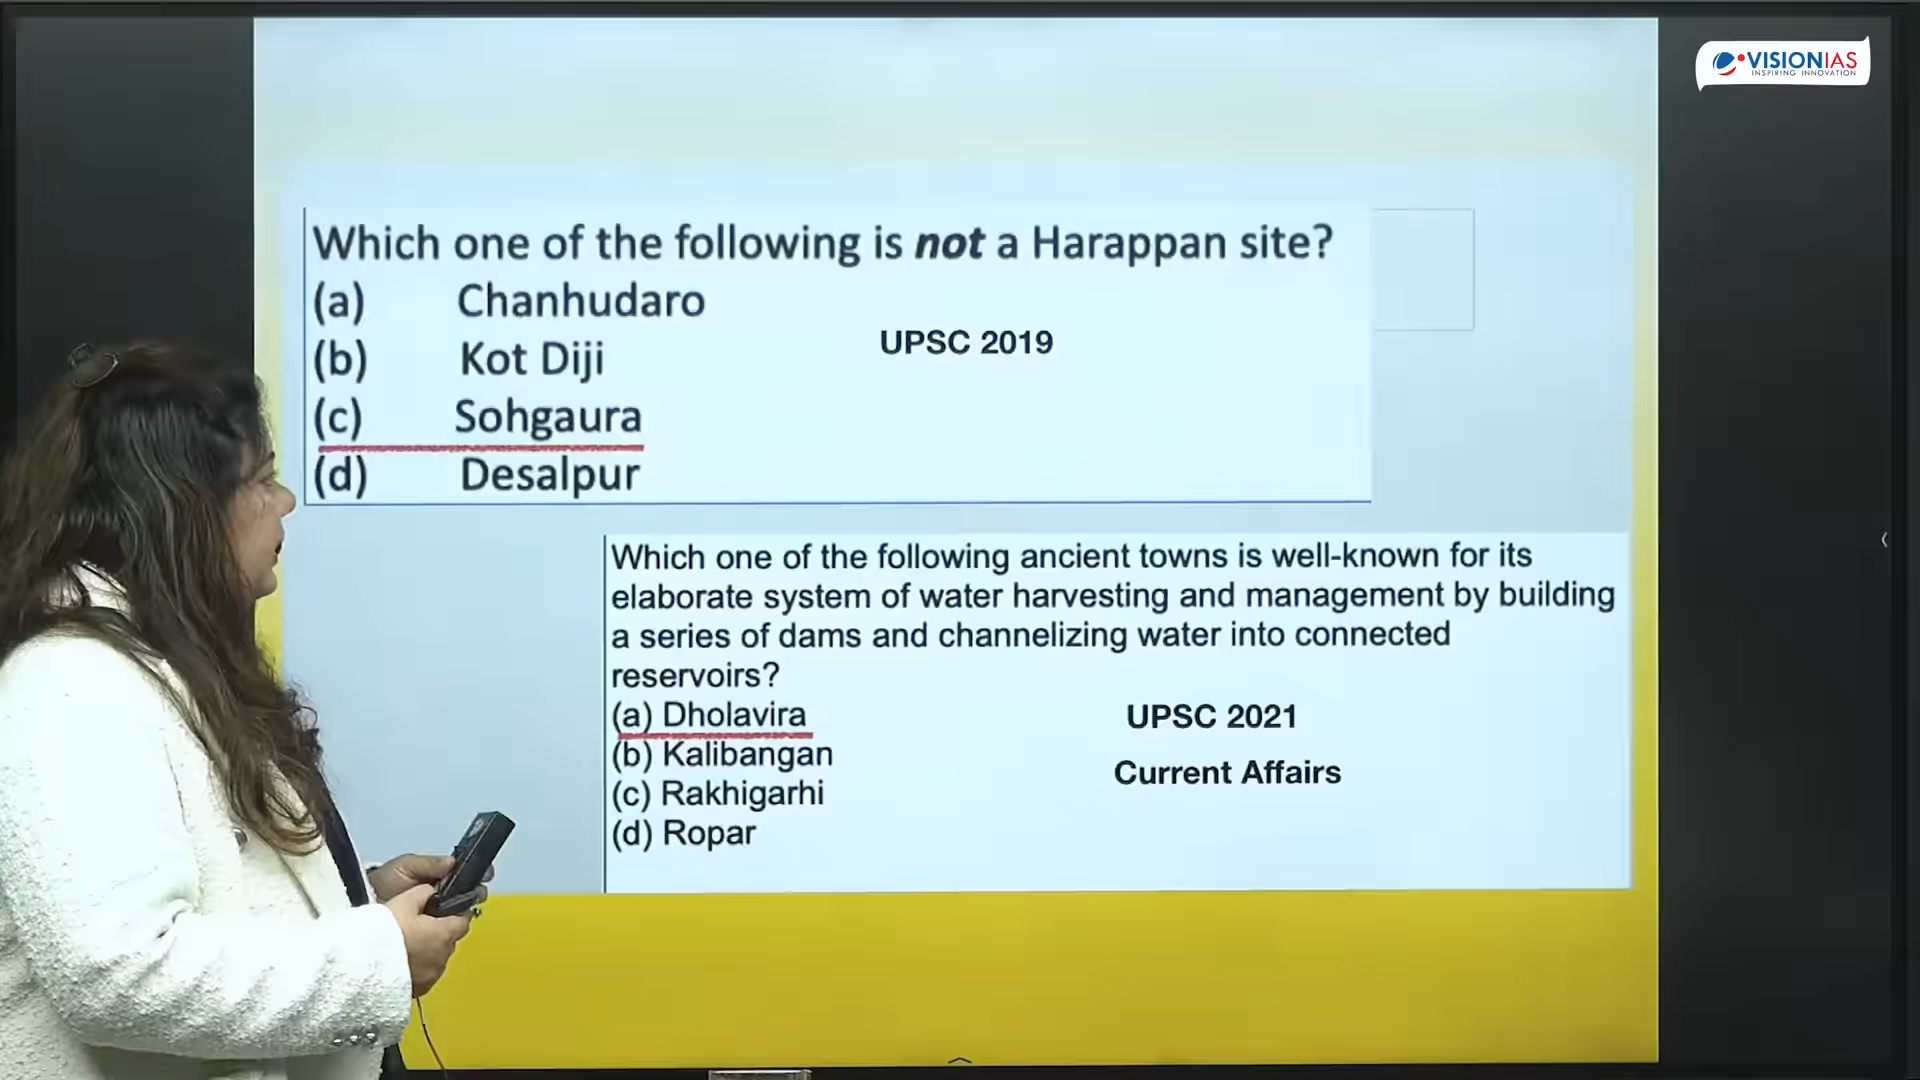 VISIONIAS
INSPIRING INNOVATION
Which one of the following is not a Harappan site?
(a) Chanhudaro
UPSC 2019
(b) Kot Diji
(c) Sohgaura
(d) Desalpur
Which one of the following ancient towns is well-known for its
elaborate system of water harvesting and management by building
a series of dams and channelizing water into connected
reservoirs?
(a) Dholavira
UPSC 2021
(b) Kalibangan
Current Affairs
(c) Rakhigarhi
(d) Ropar